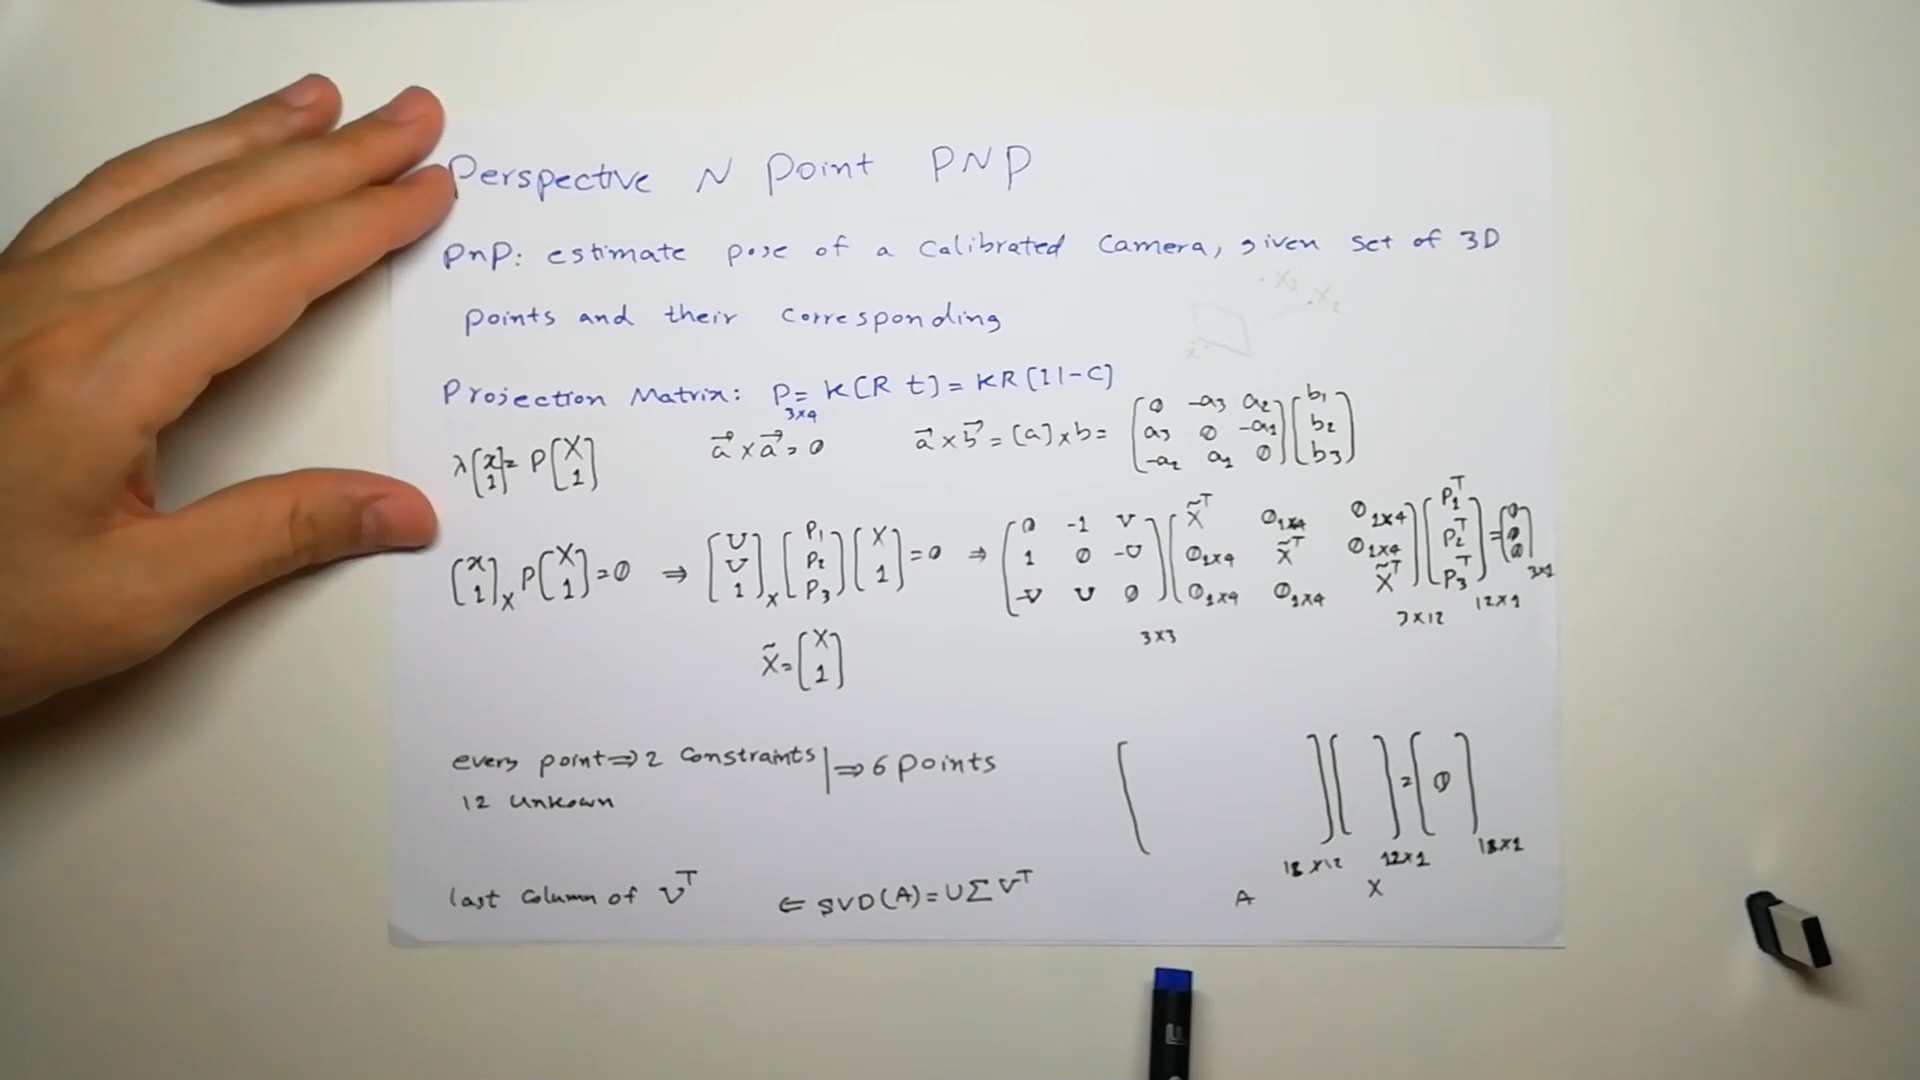 Perspective N Point PNP
PnP: estimate pose of a Calibrated Camera, given set of 3D
points and their corresponding
X₁ X₂
Projection Matrix: P = K[R t] = KR[I|-C]
3x4
λ[x 1] = P[X 1]
a⃗ x a⃗ = 0
a⃗ x b⃗ = [a]ₓb = [0 -a3 a2; a3 0 -a1; -a2 a1 0][b1 b2 b3]
[x 1]ₓ P[X 1] = 0 ⇒ [U V 1]ₓ [P1 P2 P3] [X 1] = 0 ⇒ [0 -1 V; 1 0 -U; -V U 0] [X̃ᵀ 0₁ₓ₄ 0₁ₓ₄; 0₁ₓ₄ X̃ᵀ 0₁ₓ₄; 0₁ₓ₄ 0₁ₓ₄ X̃ᵀ] [P1ᵀ P2ᵀ P3ᵀ] = [0 0 0]
3x3 3x12 12x1 3x1
X̃ = [X 1]
every point ⇒ 2 Constraints | ⇒ 6 Points
12 unkown
[ ][ ] = [0]
18x12 12x1 18x1
A X
last Column of Vᵀ ⇐ SVD(A) = UΣVᵀ